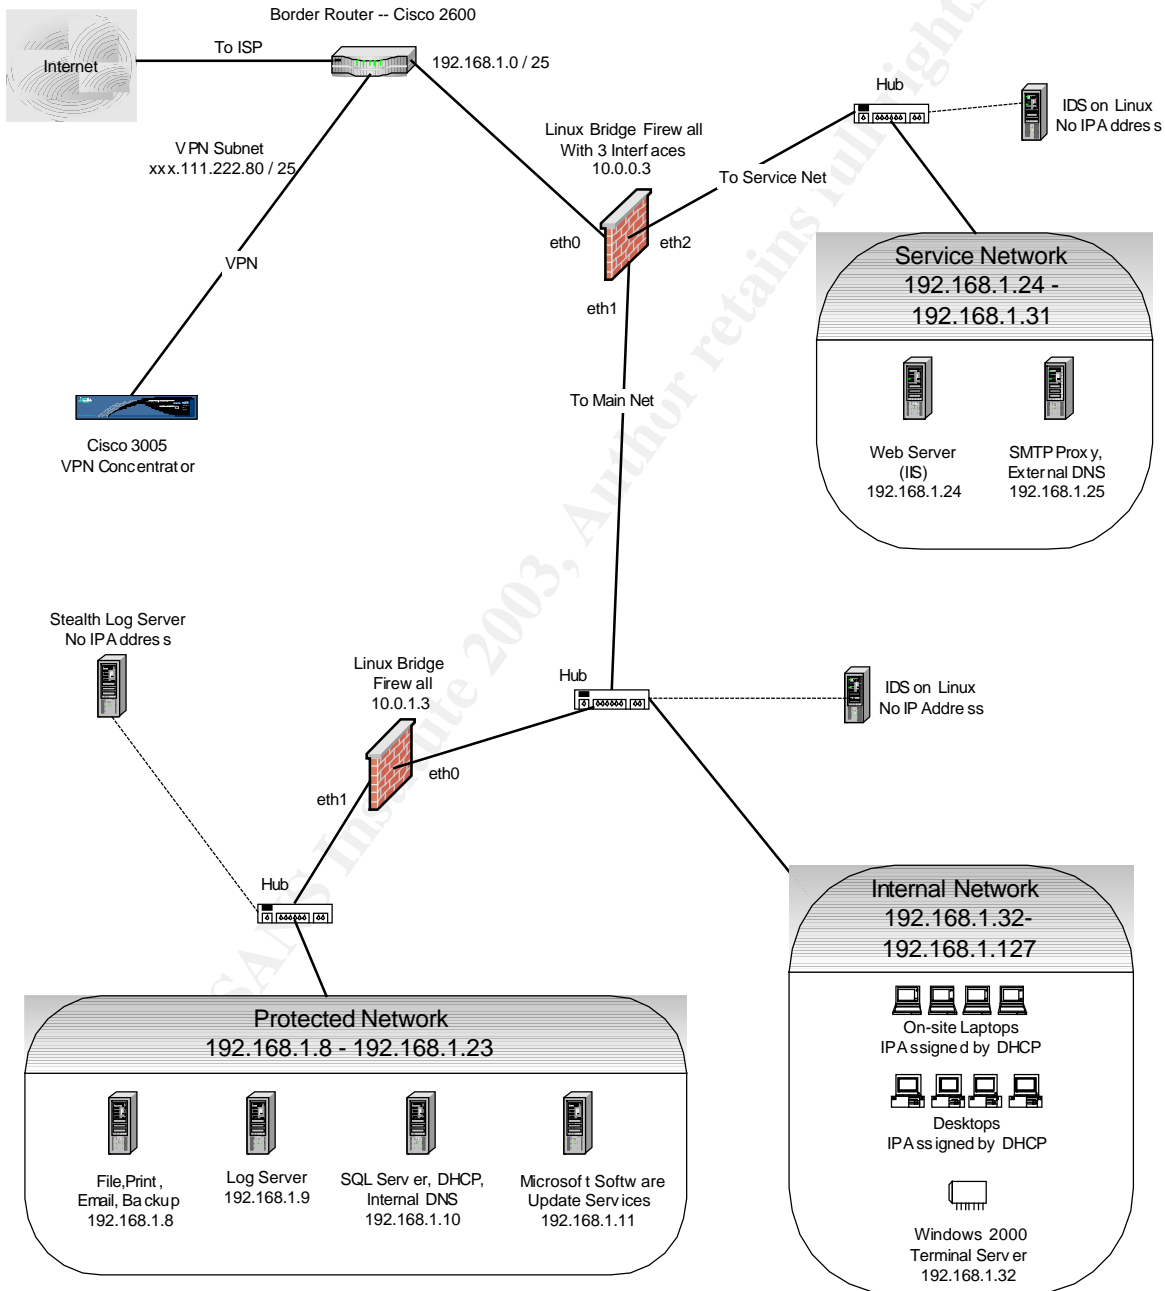 Border Router -- Cisco 2600
To ISP
Internet
192.168.1.0 / 25
Hub
IDS on Linux
No IP Address
VPN Subnet
xxx.111.222.80 / 25
Linux Bridge Firewall
With 3 Interfaces
10.0.0.3
To Service Net
eth0
eth2
VPN
eth1
Service Network
192.168.1.24 -
192.168.1.31
To Main Net
Cisco 3005
VPN Concentrator
Web Server
(IIS)
192.168.1.24
SMTP Proxy,
External DNS
192.168.1.25
Stealth Log Server
No IP Address
Linux Bridge
Firewall
10.0.1.3
Hub
IDS on Linux
No IP Address
eth0
eth1
Hub
Internal Network
192.168.1.32-
192.168.1.127
On-site Laptops
IP Assigned by DHCP
Desktops
IP Assigned by DHCP
Windows 2000
Terminal Server
192.168.1.32
Protected Network
192.168.1.8 - 192.168.1.23
File,Print,
Email, Backup
192.168.1.8
Log Server
192.168.1.9
SQL Server, DHCP,
Internal DNS
192.168.1.10
Microsoft Software
Update Services
192.168.1.11
SANS Institute 2003, Author retains full rights